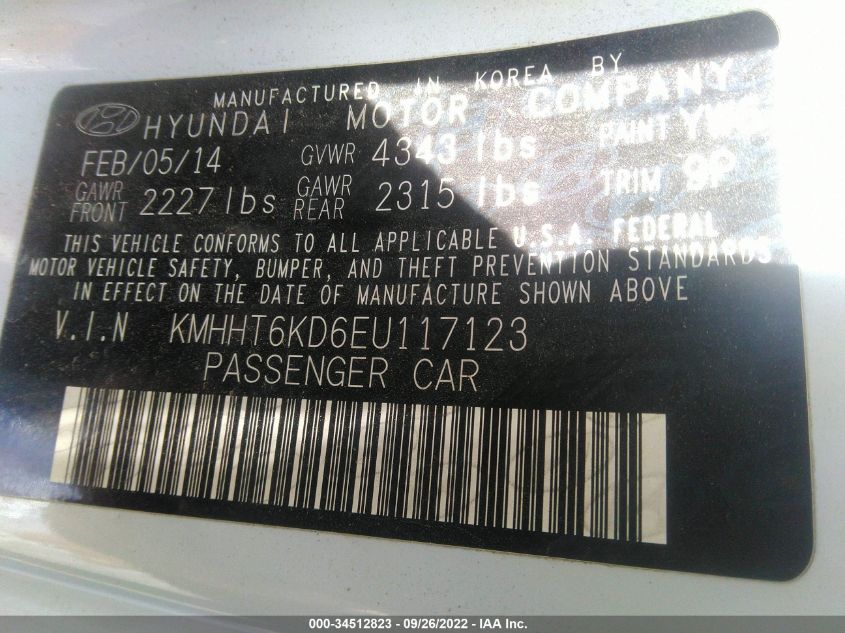 MANUFACTURED IN KOREA BY
HYUNDAI MOTOR COMPANY
FEB/05/14 GVWR 4343 lbs PAINT
GAWR FRONT 2227 lbs GAWR REAR 2315 lbs TRIM 9P
THIS VEHICLE CONFORMS TO ALL APPLICABLE U.S.A. FEDERAL
MOTOR VEHICLE SAFETY, BUMPER, AND THEFT PREVENTION STANDARDS
IN EFFECT ON THE DATE OF MANUFACTURE SHOWN ABOVE
V.I.N KMHHT6KD6EU117123
PASSENGER CAR
000-34512823 - 09/26/2022 - IAA Inc.